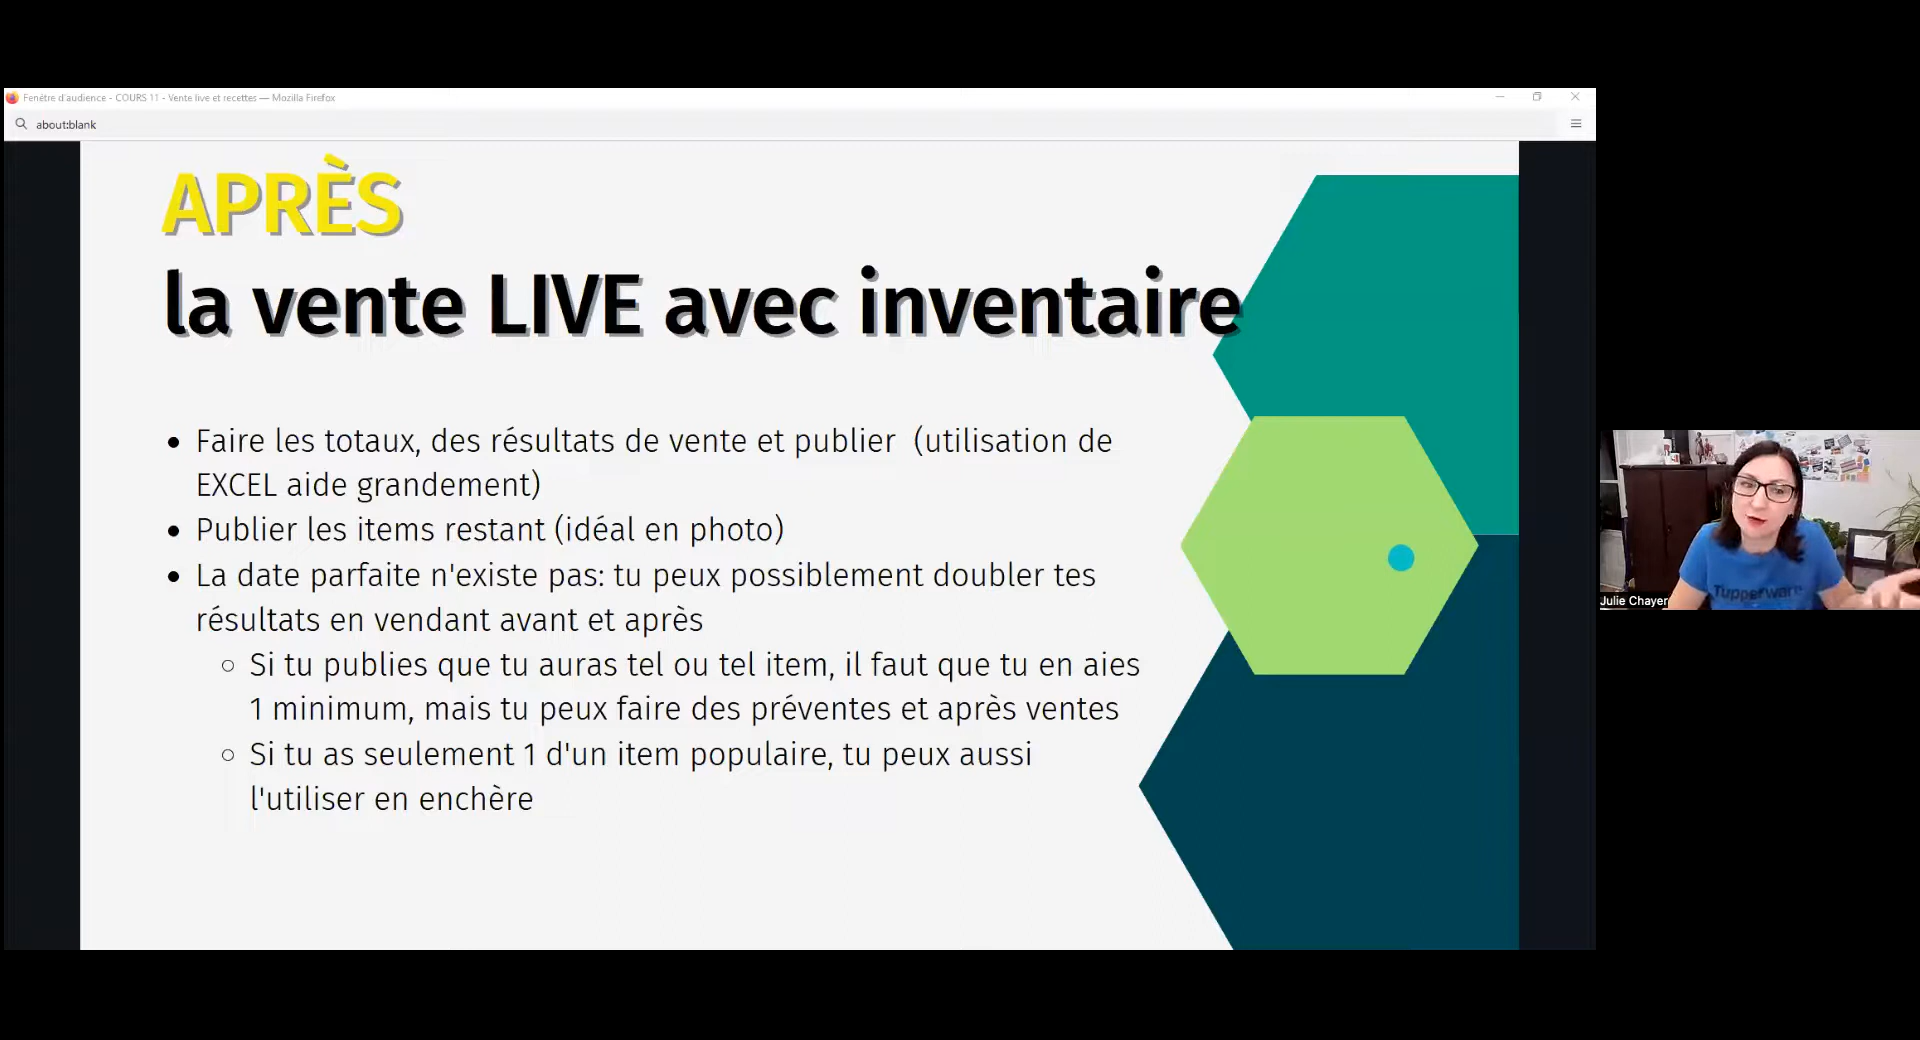 Fenêtre d'audience - COURS 11 - Vente live et recettes — Mozilla Firefox
about:blank
APRÈS
la vente LIVE avec inventaire
• Faire les totaux, des résultats de vente et publier (utilisation de
EXCEL aide grandement)
• Publier les items restant (idéal en photo)
• La date parfaite n'existe pas: tu peux possiblement doubler tes
résultats en vendant avant et après
○ Si tu publies que tu auras tel ou tel item, il faut que tu en aies
1 minimum, mais tu peux faire des préventes et après ventes
○ Si tu as seulement 1 d'un item populaire, tu peux aussi
l'utiliser en enchère
Tupperware
Julie Chayer